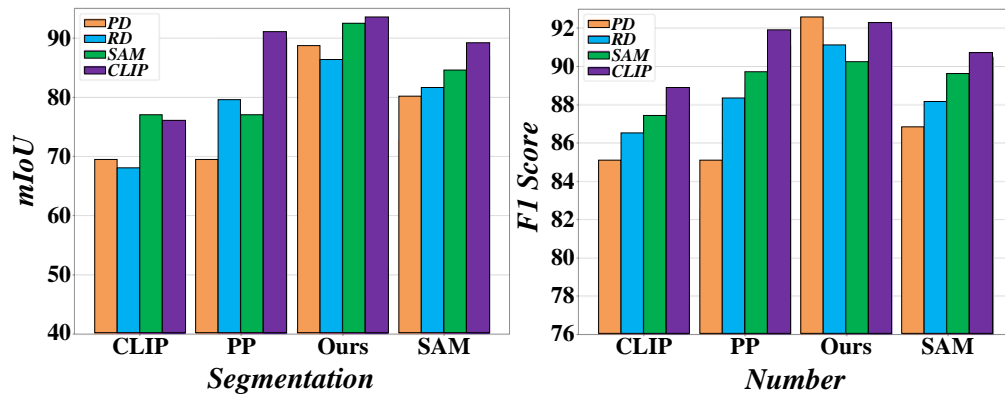 PD
RD
SAM
CLIP
90
80
70
60
50
40
mIoU
CLIP PP Ours SAM
Segmentation
PD
RD
SAM
CLIP
92
90
88
86
84
82
80
78
76
F1 Score
CLIP PP Ours SAM
Number